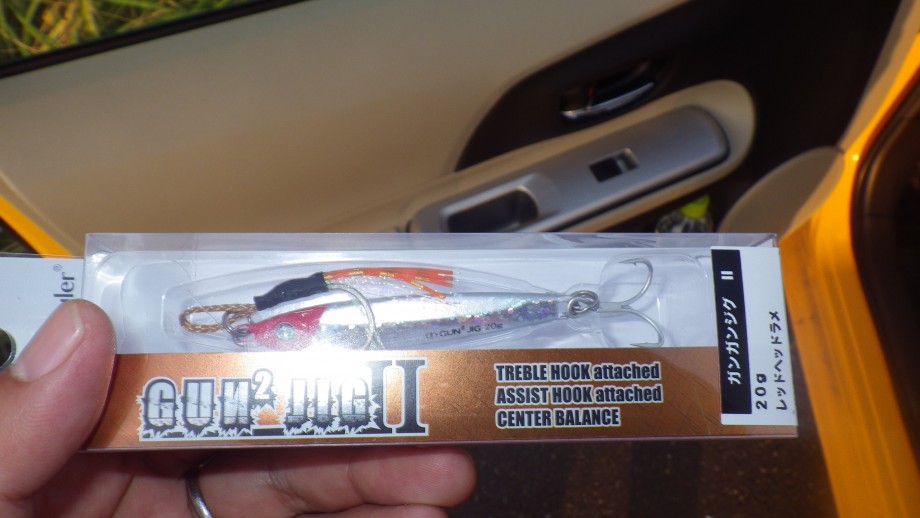 ler®
GUN² JIG 20g
GUN² JIG II
TREBLE HOOK attached
ASSIST HOOK attached
CENTER BALANCE
ガンガンジグ II
20g
レッドヘッドラメ